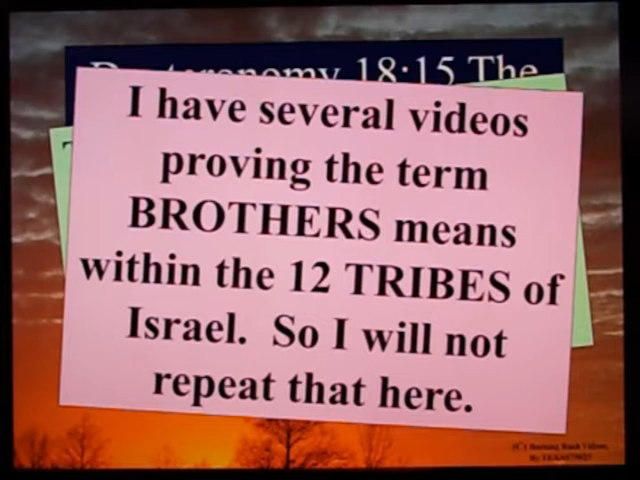 Deuteronomy 18:15 The
I have several videos
proving the term
BROTHERS means
within the 12 TRIBES of
Israel. So I will not
repeat that here.